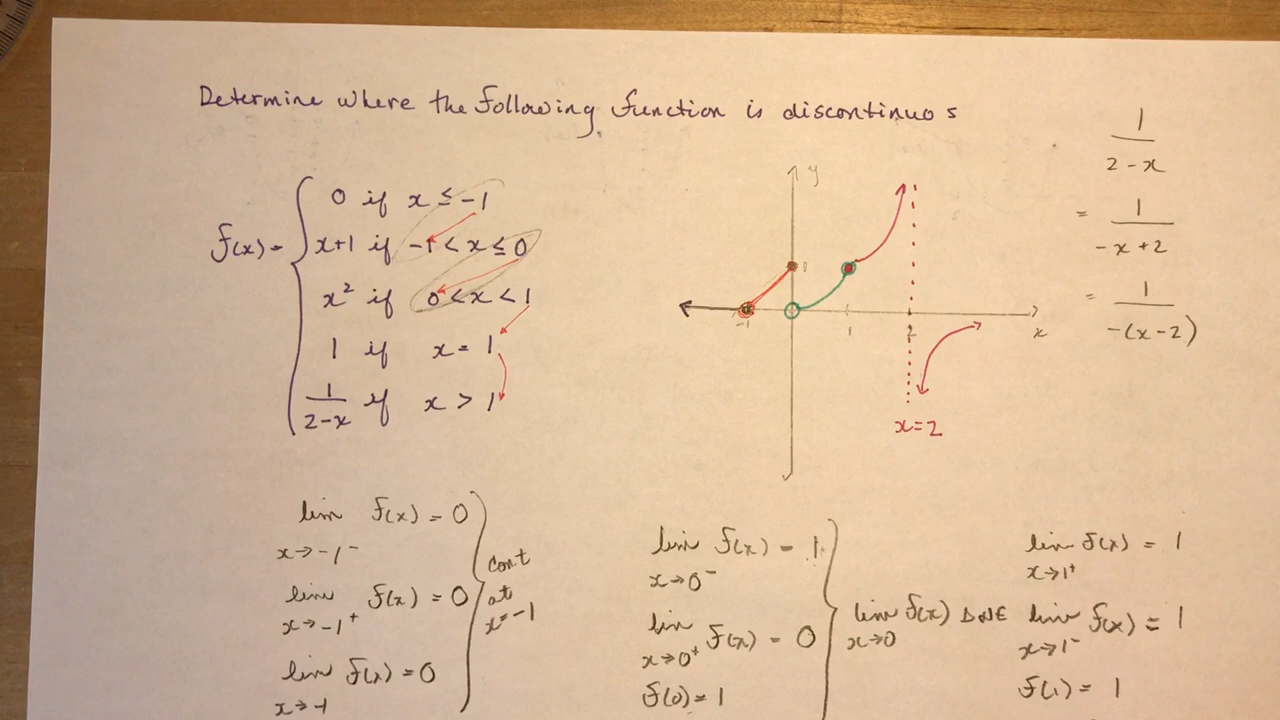 Determine where the following function is discontinuos
f(x) = { 0 if x ≤ -1
x+1 if -1 < x ≤ 0
x² if 0 < x < 1
1 if x = 1
1/(2-x) if x > 1
y
1
-1
1
2
x
x=2
1/(2-x)
= 1/(-x+2)
= 1/(-(x-2))
lim f(x) = 0
x→-1⁻
lim f(x) = 0
x→-1⁺
lim f(x) = 0
x→-1
cont
at
x=-1
lim f(x) = 1
x→0⁻
lim f(x) = 0
x→0⁺
f(0) = 1
lim f(x) DNE
x→0
lim f(x) = 1
x→1⁺
lim f(x) = 1
x→1⁻
f(1) = 1